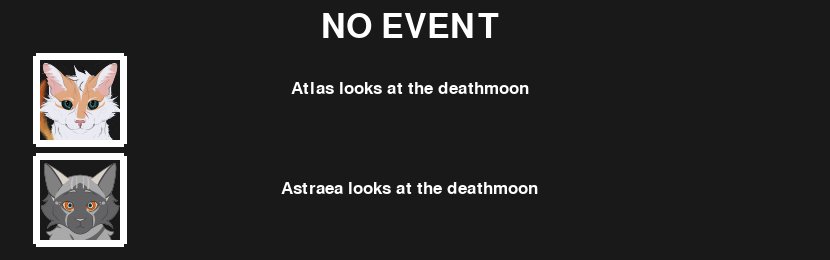 NO EVENT
Atlas looks at the deathmoon
Astraea looks at the deathmoon